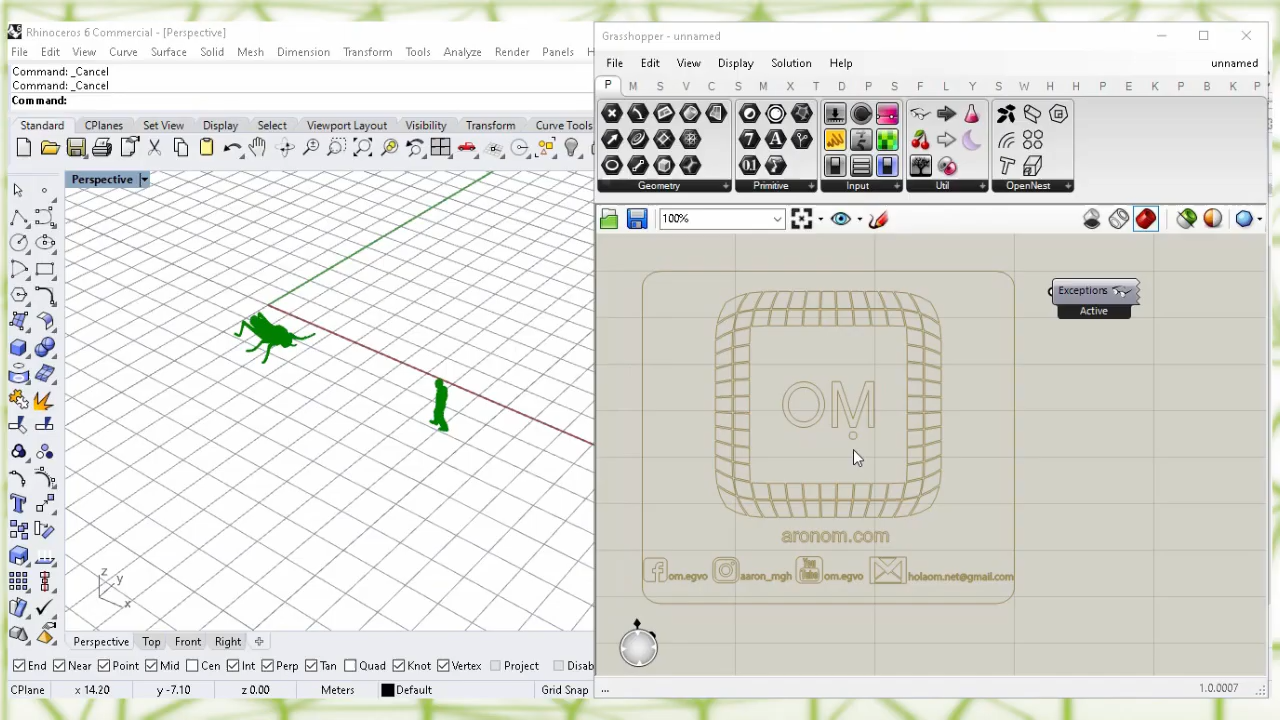 Rhinoceros 6 Commercial - [Perspective]
File Edit View Curve Surface Solid Mesh Dimension Transform Tools Analyze Render Panels H
Command: _Cancel
Command: _Cancel
Command:
Standard CPlanes Set View Display Select Viewport Layout Visibility Transform Curve Tools
Perspective
z
y
x
Perspective Top Front Right
End Near Point Mid Cen Int Perp Tan Quad Knot Vertex Project Disab
CPlane x 14.20 y -7.10 z 0.00 Meters Default Grid Snap
Grasshopper - unnamed
File Edit View Display Solution Help unnamed
P M S V C S M X T D P S F U L Y W K E H H P E K P E K P
Geometry Primitive Input Util OpenNest
100%
Exceptions
Active
OM
aronom.com
om.egvo aaron_mgh You Tube om.egvo holaom.net@gmail.com
... 1.0.0007